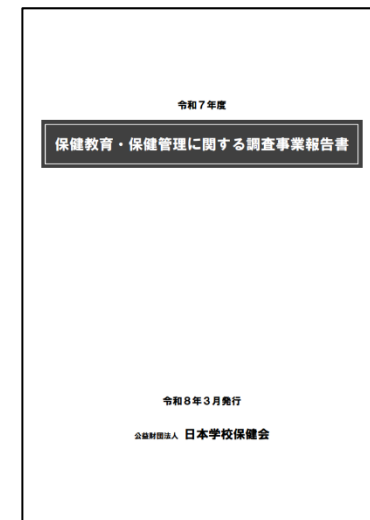 令和７年度
保健教育・保健管理に関する調査事業報告書
令和８年３月発行
公益財団法人 日本学校保健会